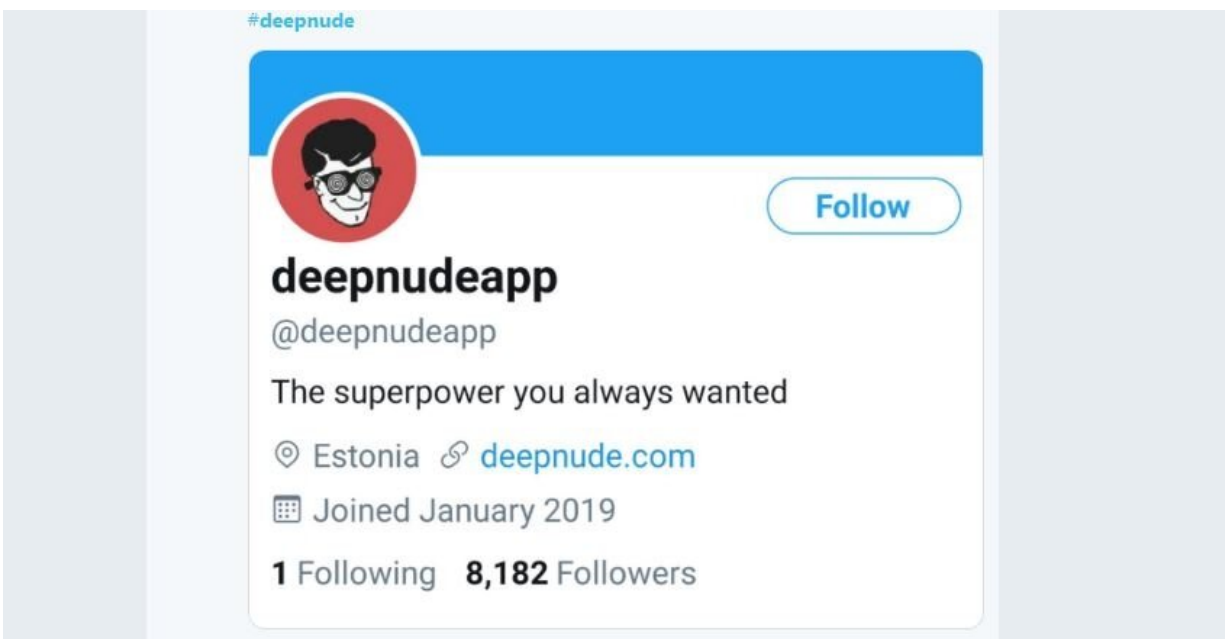 #deepnude
Follow
deepnudeapp
@deepnudeapp
The superpower you always wanted
Estonia deepnude.com
Joined January 2019
1 Following 8,182 Followers